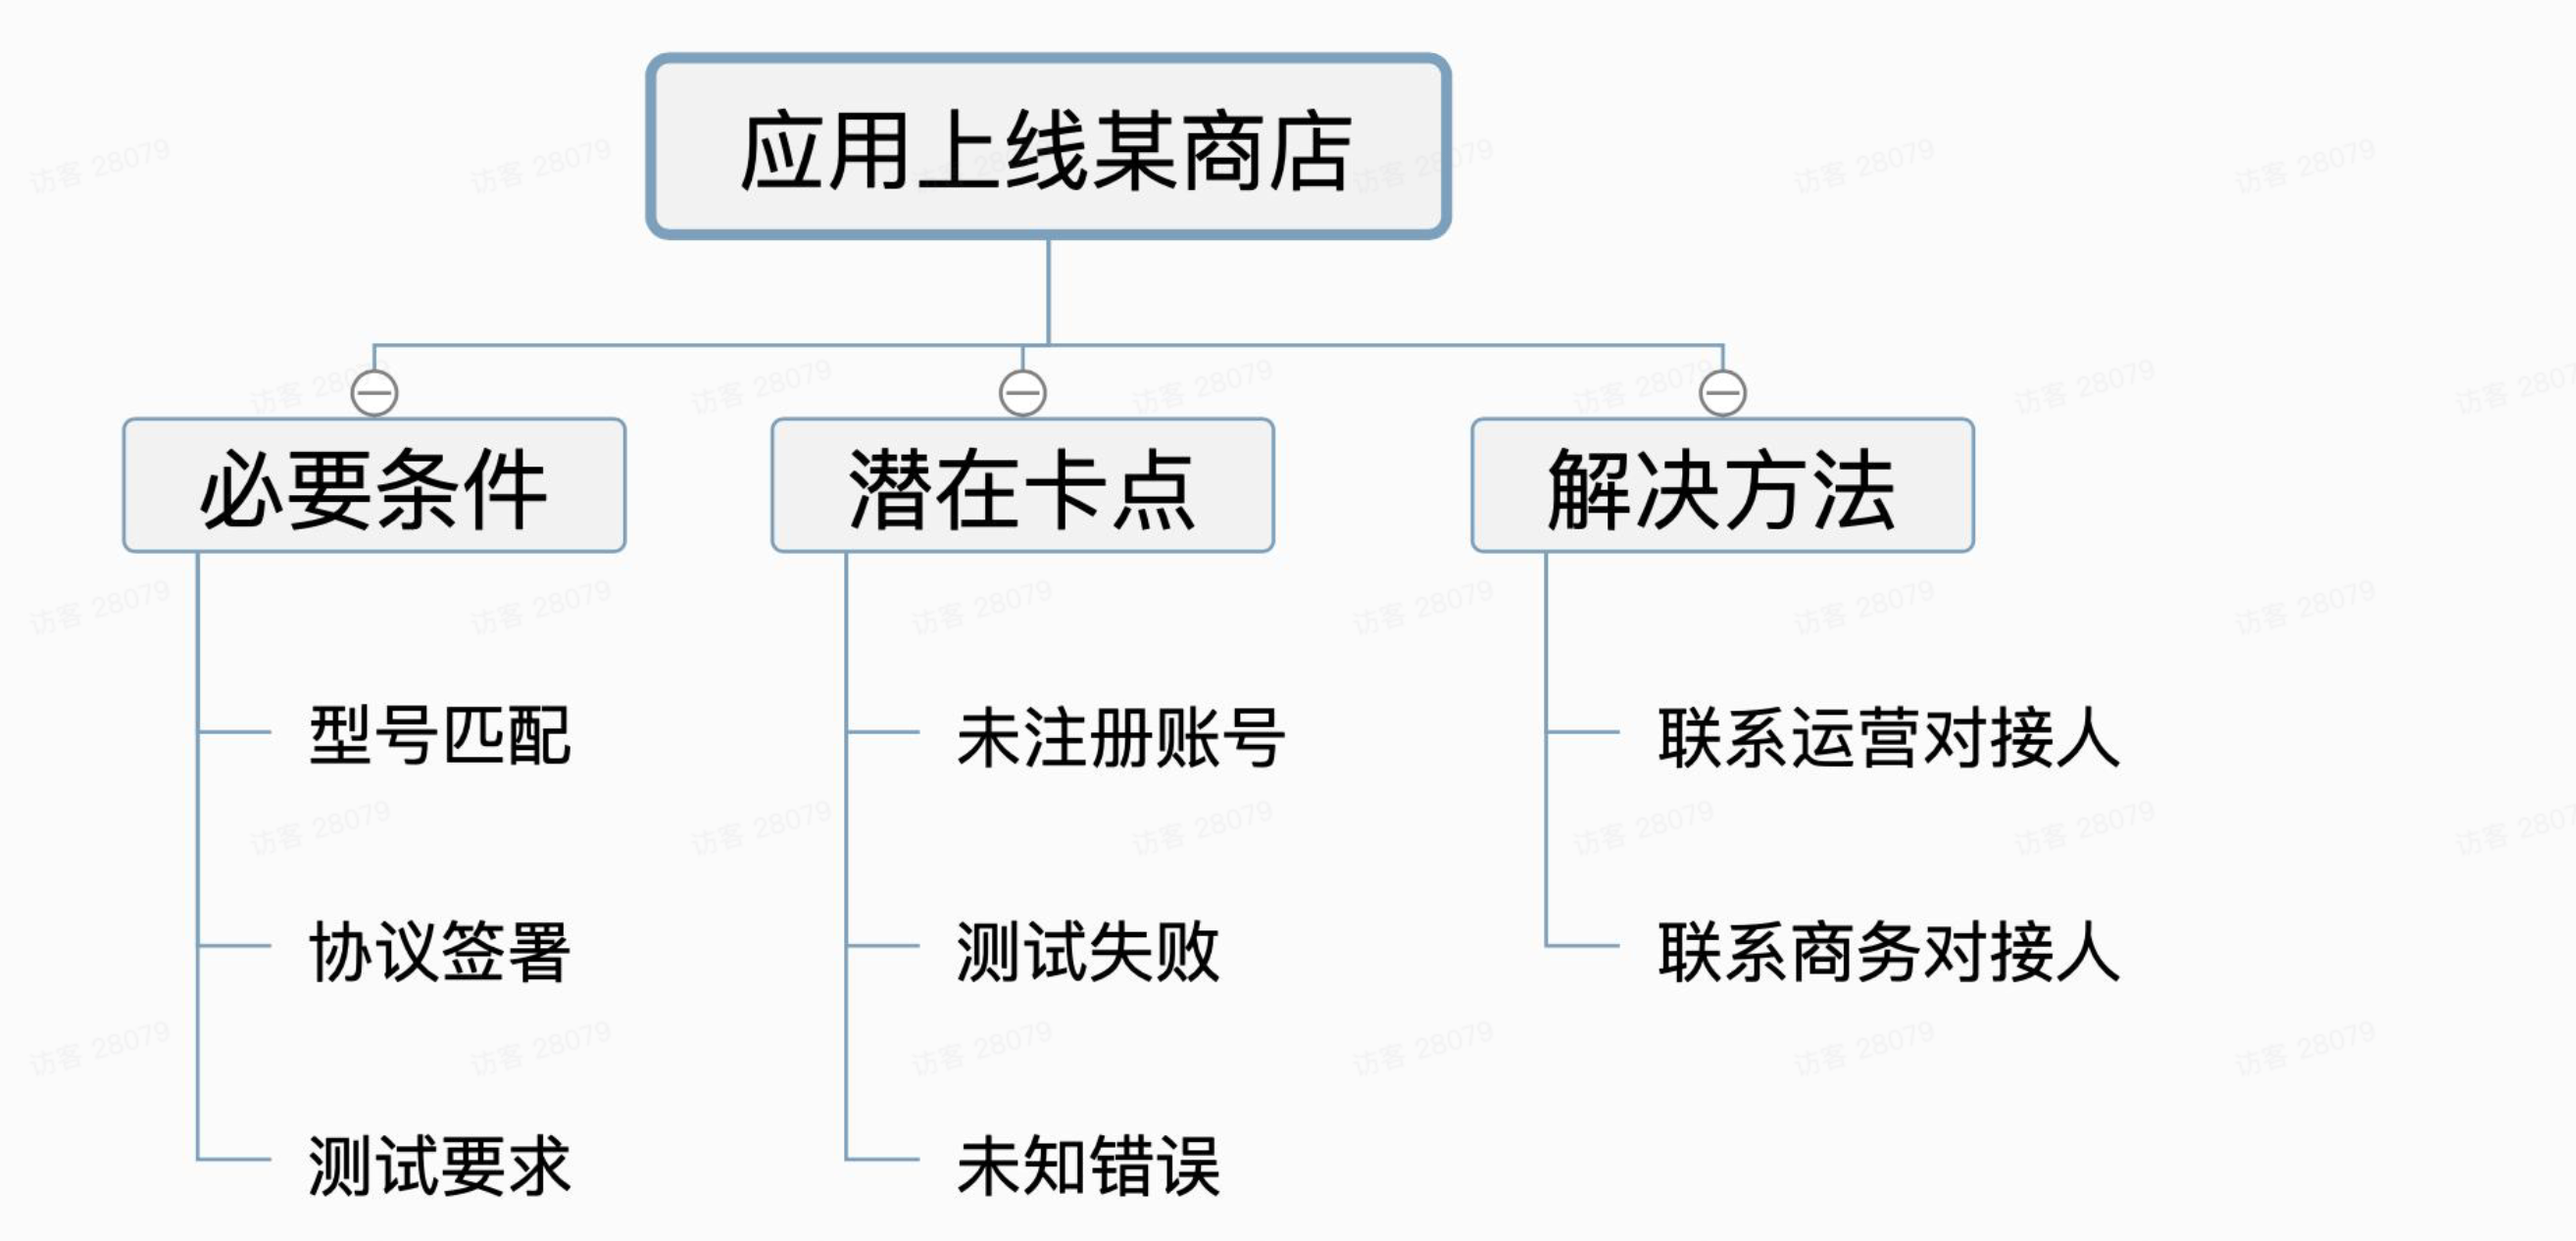 应用上线某商店
必要条件
潜在卡点
解决方法
型号匹配
未注册账号
联系运营对接人
协议签署
测试失败
联系商务对接人
测试要求
未知错误
访客 28079